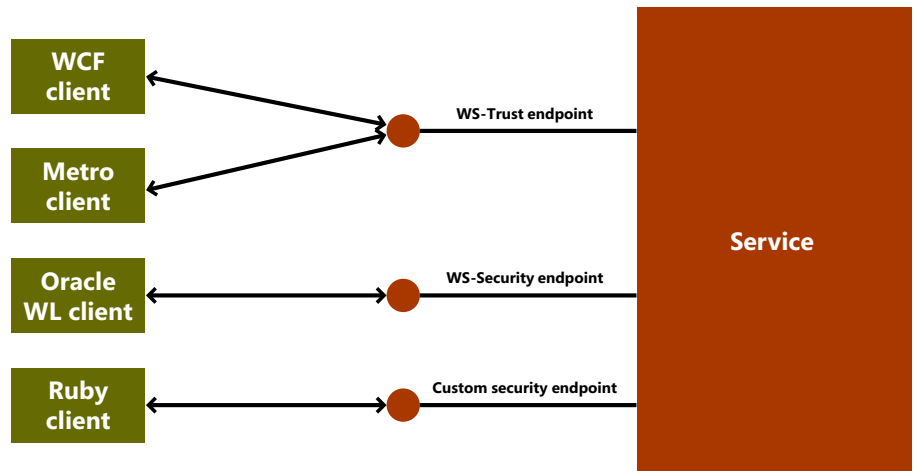 WCF
client
WS-Trust endpoint
Metro
client
Service
Oracle
WL client
WS-Security endpoint
Ruby
client
Custom security endpoint